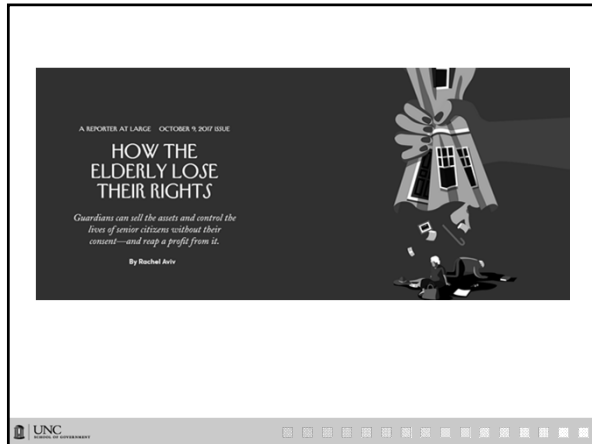 A REPORTER AT LARGE OCTOBER 9, 2017 ISSUE
HOW THE
ELDERLY LOSE
THEIR RIGHTS
Guardians can sell the assets and control the
lives of senior citizens without their
consent—and reap a profit from it.
By Rachel Aviv
UNC
SCHOOL OF GOVERNMENT